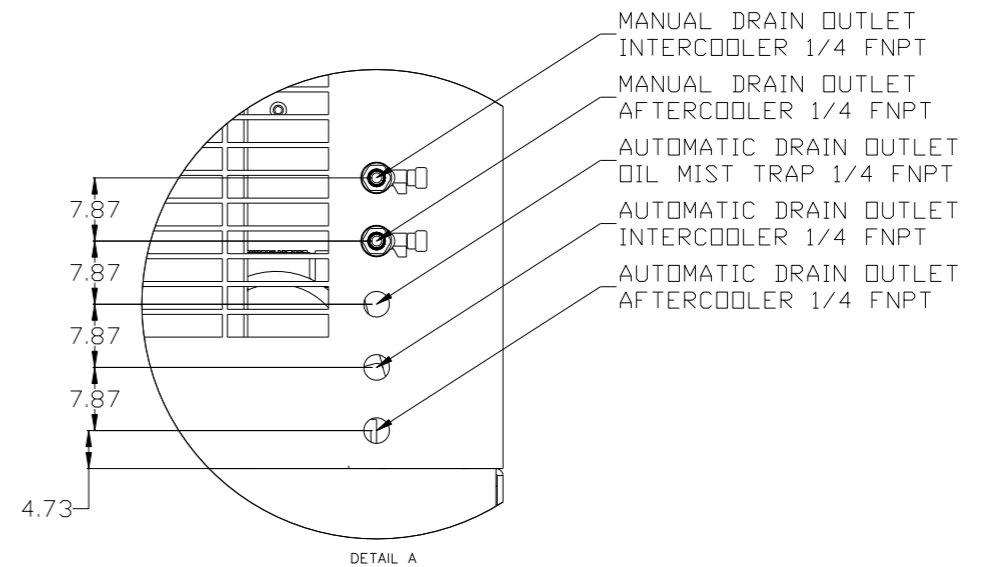 MANUAL DRAIN OUTLET
INTERCOOLER 1/4 FNPT
MANUAL DRAIN OUTLET
AFTERCOOLER 1/4 FNPT
AUTOMATIC DRAIN OUTLET
OIL MIST TRAP 1/4 FNPT
AUTOMATIC DRAIN OUTLET
INTERCOOLER 1/4 FNPT
AUTOMATIC DRAIN OUTLET
AFTERCOOLER 1/4 FNPT
7.87
7.87
7.87
7.87
4.73
DETAIL A